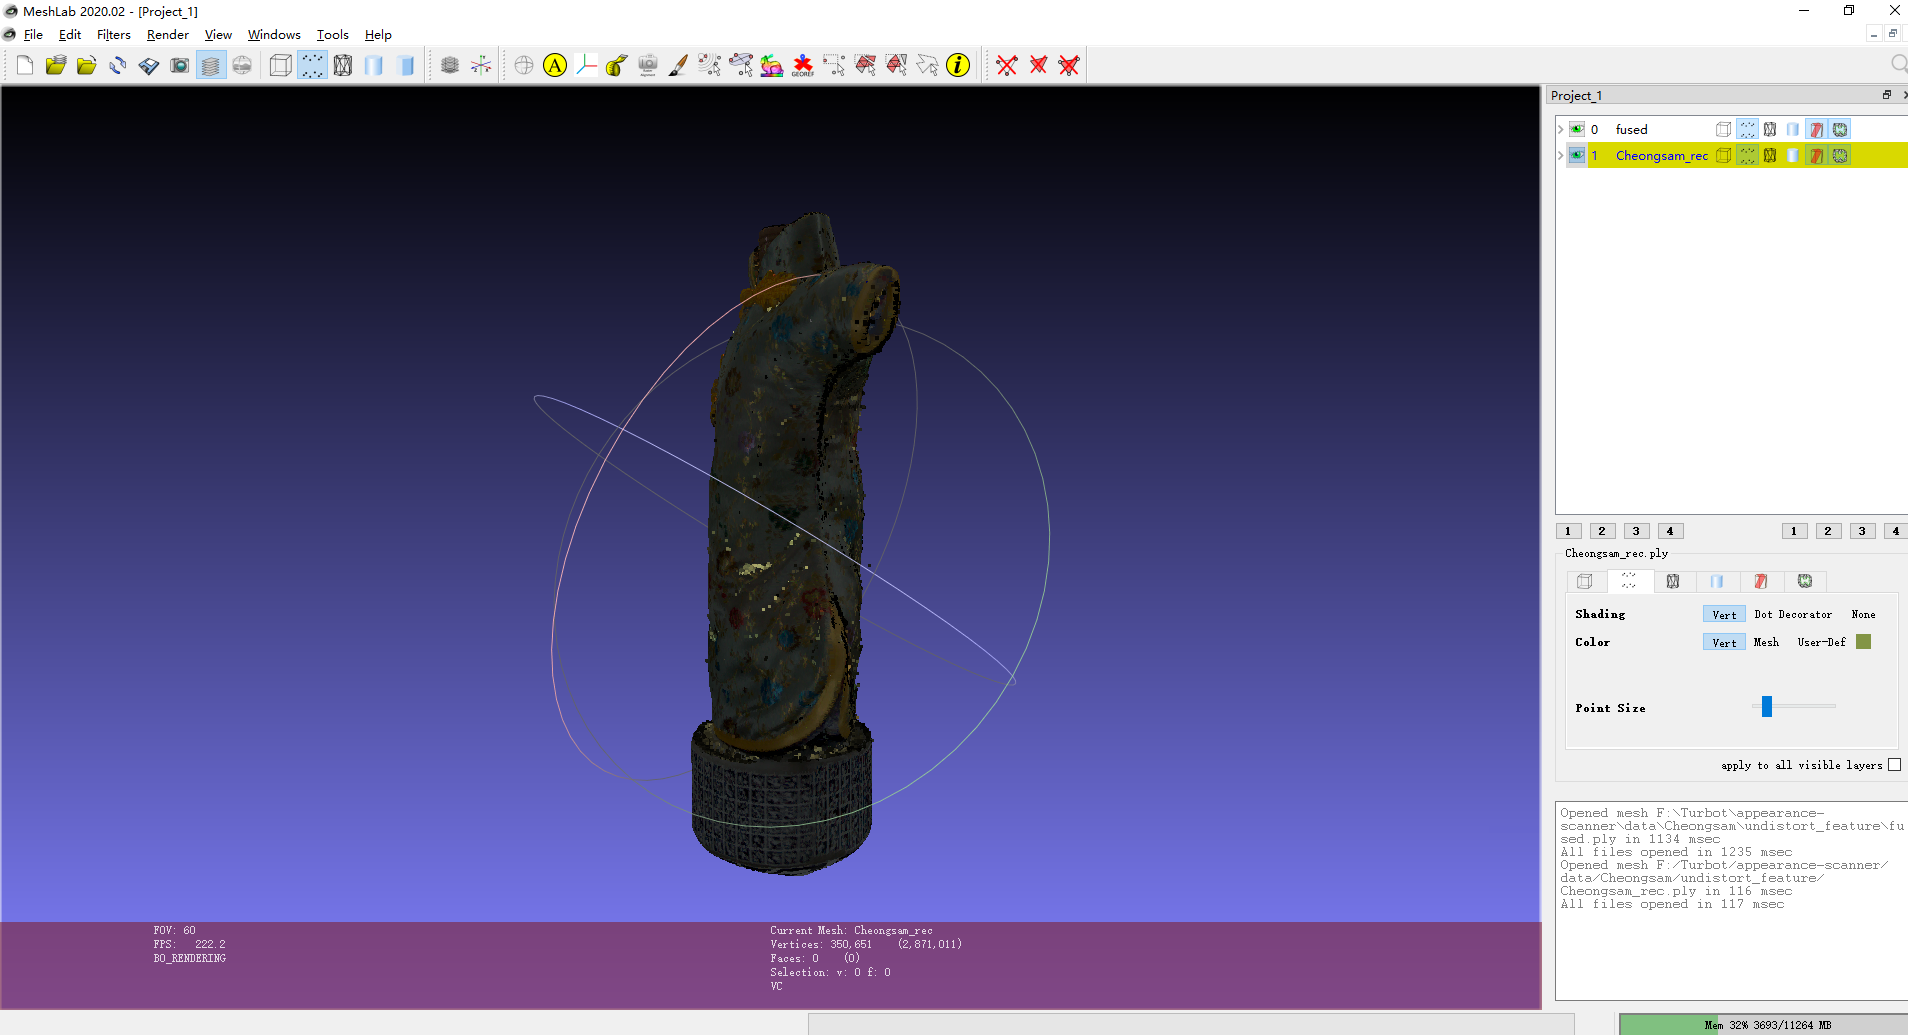 MeshLab 2020.02 - [Project_1]
File Edit Filters Render View Windows Tools Help
A
GEOREF
i
Project_1
0 fused
1 Cheongsam_rec
1 2 3 4 1 2 3 4
Cheongsam_rec.ply
Shading Vert Dot Decorator None
Color Vert Mesh User-Def
Point Size
apply to all visible layers
Opened mesh F:\Turbot\appearance-
scanner\data\Cheongsam\undistort_feature\fu
sed.ply in 1134 msec
All files opened in 1235 msec
Opened mesh F:/Turbot/appearance-scanner/
data/Cheongsam/undistort_feature/
Cheongsam_rec.ply in 116 msec
All files opened in 117 msec
FOV: 60
FPS: 222.2
BO_RENDERING
Current Mesh: Cheongsam_rec
Vertices: 350,651 (2,871,011)
Faces: 0 (0)
Selection: v: 0 f: 0
VC
Mem 32% 3693/11264 MB